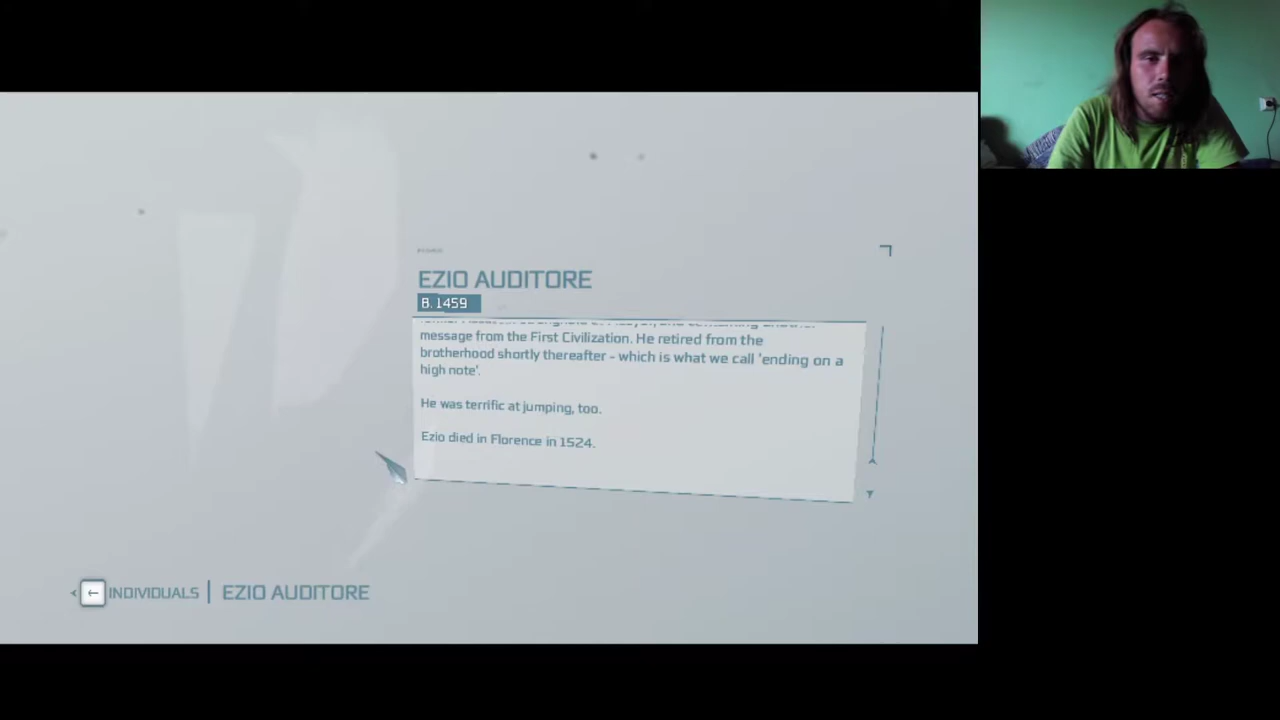 EZIO AUDITORE
B. 1459
message from the First Civilization. He retired from the
brotherhood shortly thereafter - which is what we call 'ending on a
high note'.
He was terrific at jumping, too.
Ezio died in Florence in 1524.
INDIVIDUALS | EZIO AUDITORE